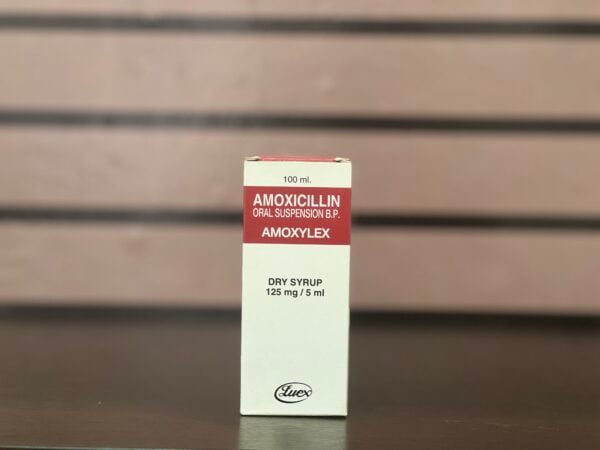 100 ml.
AMOXICILLIN
ORAL SUSPENSION B.P.
AMOXYLEX
DRY SYRUP
125 mg / 5 ml
Luex